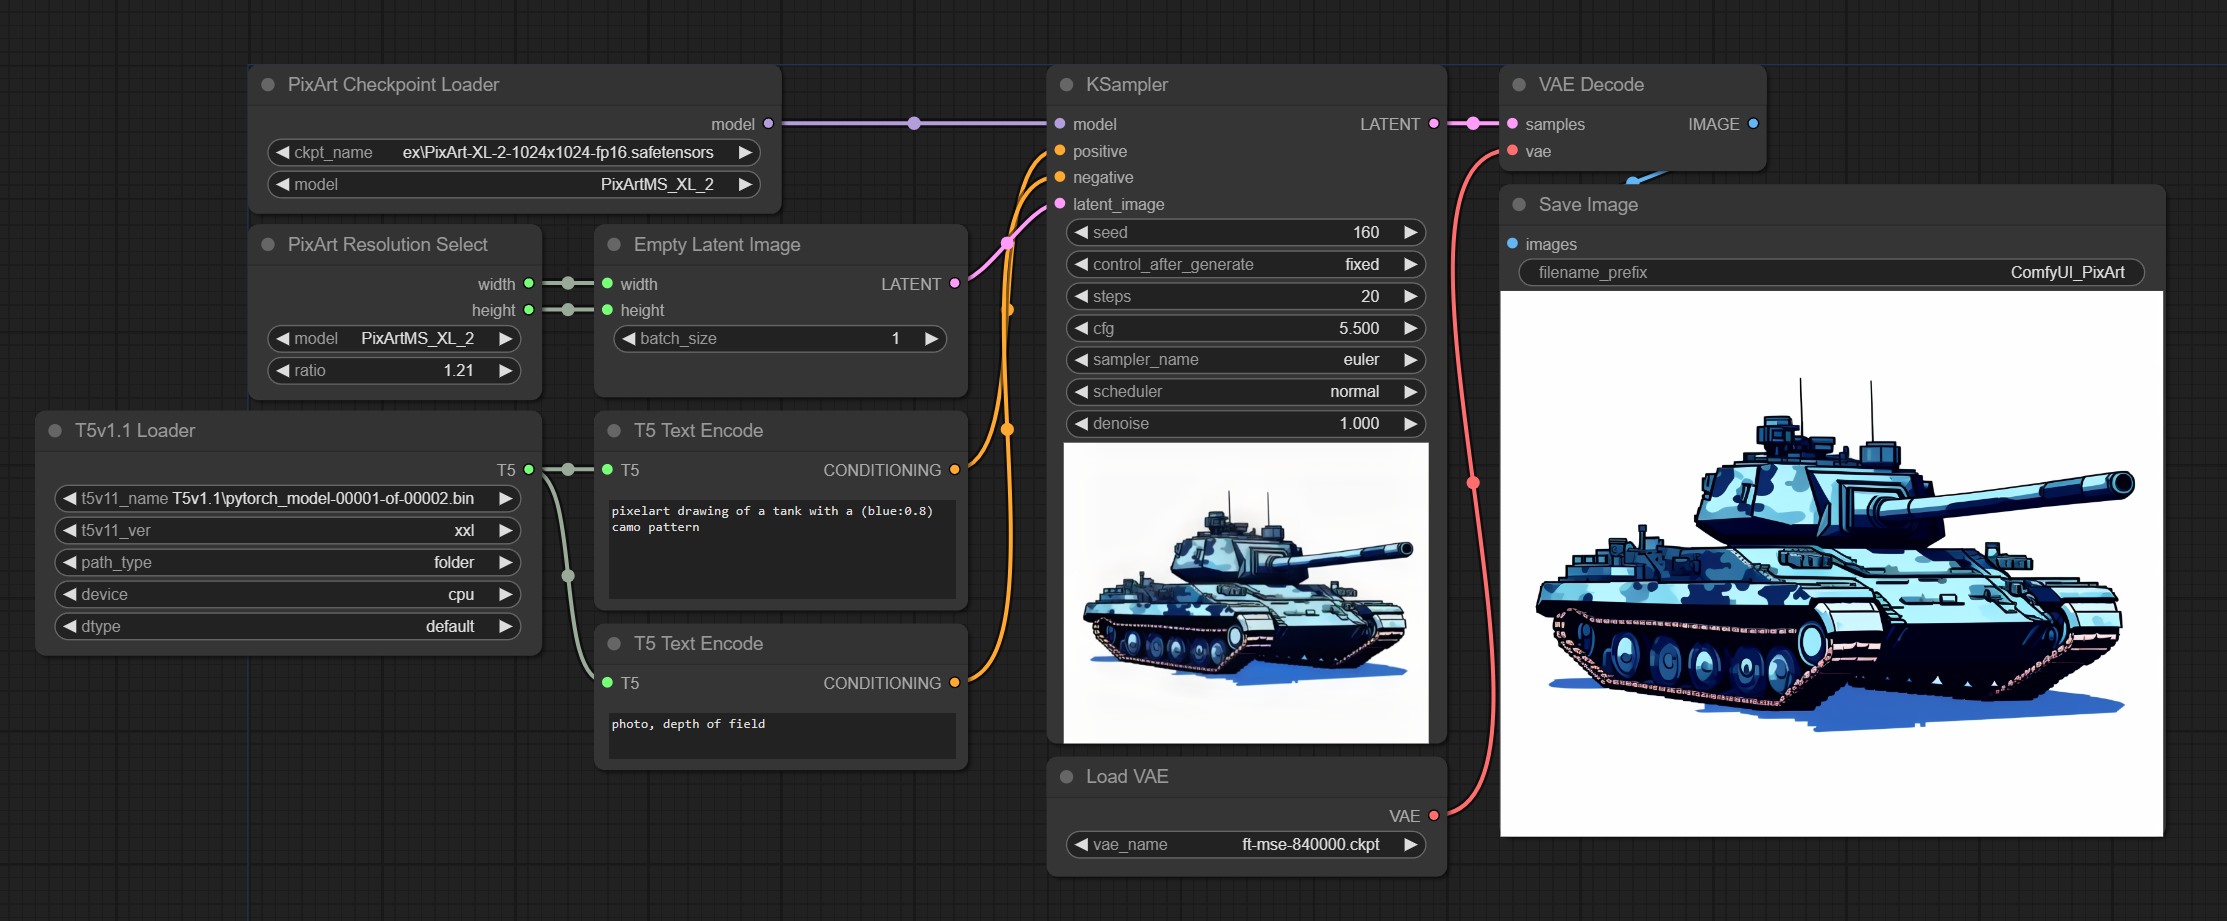 PixArt Checkpoint Loader
model
ckpt_name ex\PixArt-XL-2-1024x1024-fp16.safetensors
model PixArtMS_XL_2
PixArt Resolution Select
width
height
model PixArtMS_XL_2
ratio 1.21
Empty Latent Image
width LATENT
height
batch_size 1
T5v1.1 Loader
T5
t5v11_name T5v1.1\pytorch_model-00001-of-00002.bin
t5v11_ver xxl
path_type folder
device cpu
dtype default
T5 Text Encode
T5 CONDITIONING
pixelart drawing of a tank with a (blue:0.8)
camo pattern
T5 Text Encode
T5 CONDITIONING
photo, depth of field
KSampler
model LATENT
positive
negative
latent_image
seed 160
control_after_generate fixed
steps 20
cfg 5.500
sampler_name euler
scheduler normal
denoise 1.000
Load VAE
VAE
vae_name ft-mse-840000.ckpt
VAE Decode
samples IMAGE
vae
Save Image
images
filename_prefix ComfyUI_PixArt